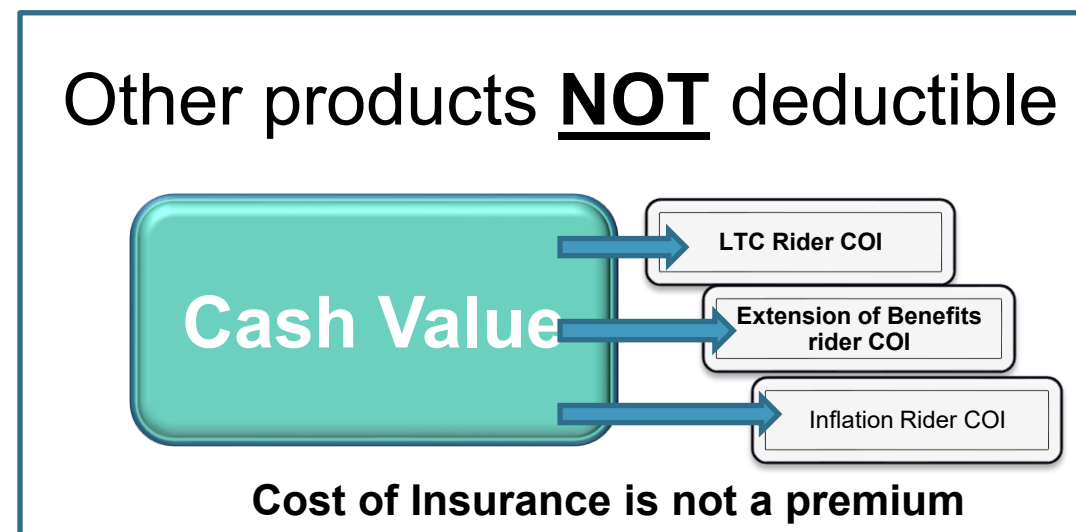 Other products NOT deductible
Cash Value
LTC Rider COI
Extension of Benefits
rider COI
Inflation Rider COI
Cost of Insurance is not a premium